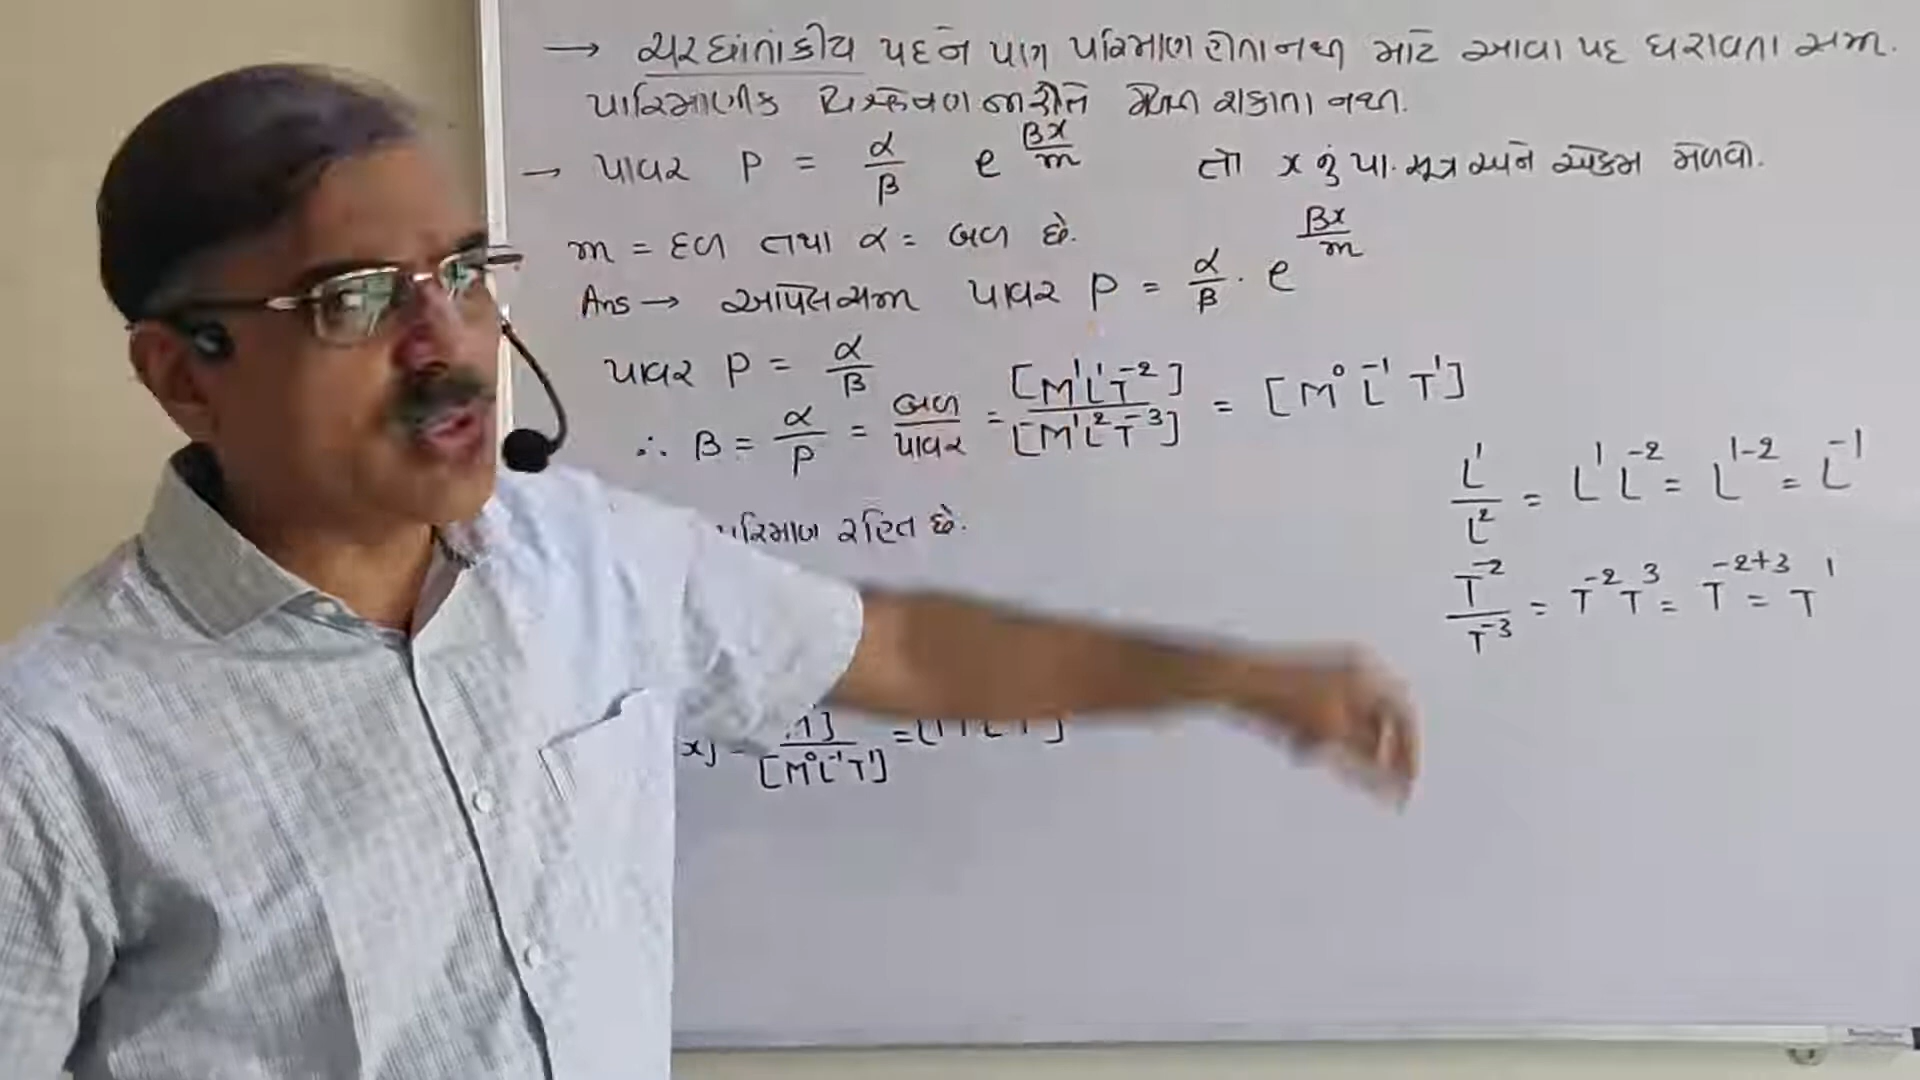 → ચરઘાતાંકીય પદને પણ પરિમાણ હોતા નથી માટે આવા પદ ધરાવતા સમી.
પારિમાણીક વિશ્લેષણની રીતે મેળવી શકાતા નથી.
→ પાવર P = α/β e^(βx/m) તો x નું પા. સૂત્ર અને એકમ મેળવો.
m = દળ તથા α = બળ છે.
Ans → આપેલ સમી પાવર P = α/β · e^(βx/m)
પાવર P = α/β
∴ β = α/P = બળ/પાવર = [M¹L¹T⁻²]/[M¹L²T⁻³] = [M⁰L⁻¹T¹]
L¹/L² = L¹L⁻² = L¹⁻² = L⁻¹
પરિમાણ રહિત છે.
T⁻²/T⁻³ = T⁻²T³ = T⁻²⁺³ = T¹
[M⁰L⁻¹T¹]